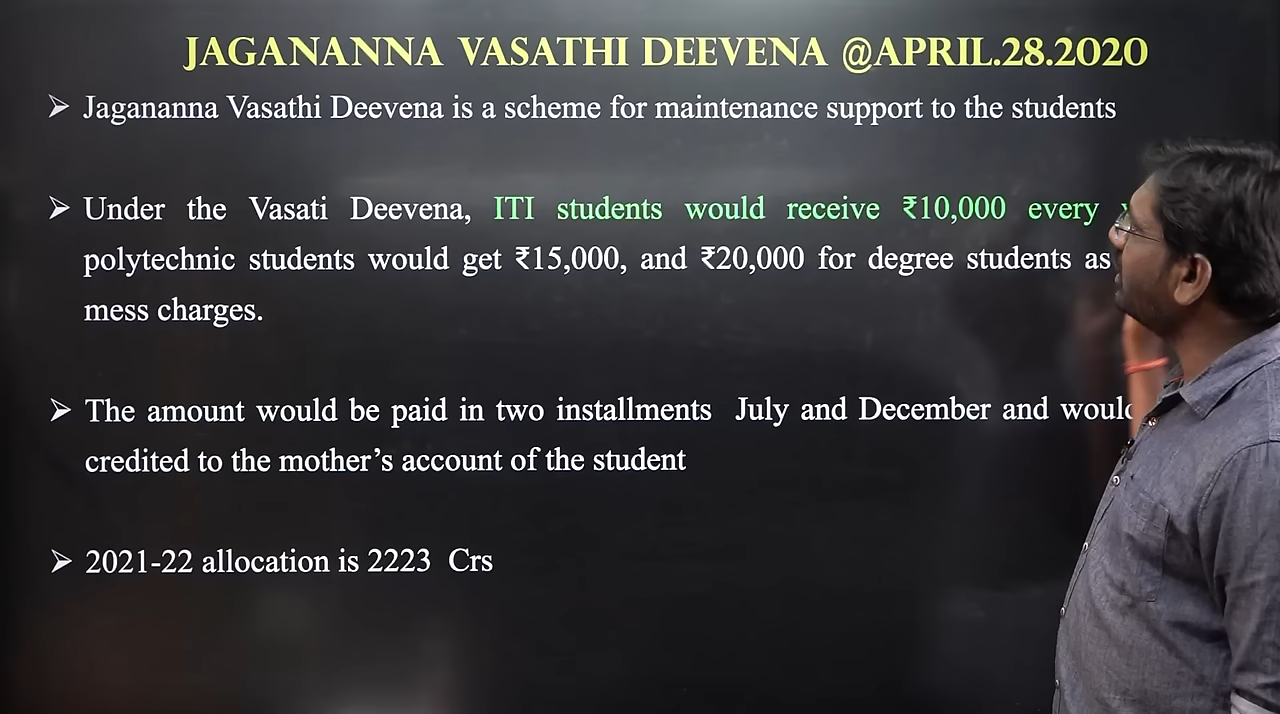 JAGANANNA VASATHI DEEVENA @APRIL.28.2020
➢ Jagananna Vasathi Deevena is a scheme for maintenance support to the students
➢ Under the Vasati Deevena, ITI students would receive ₹10,000 every
polytechnic students would get ₹15,000, and ₹20,000 for degree students as
mess charges.
➢ The amount would be paid in two installments July and December and would
credited to the mother's account of the student
➢ 2021-22 allocation is 2223 Crs